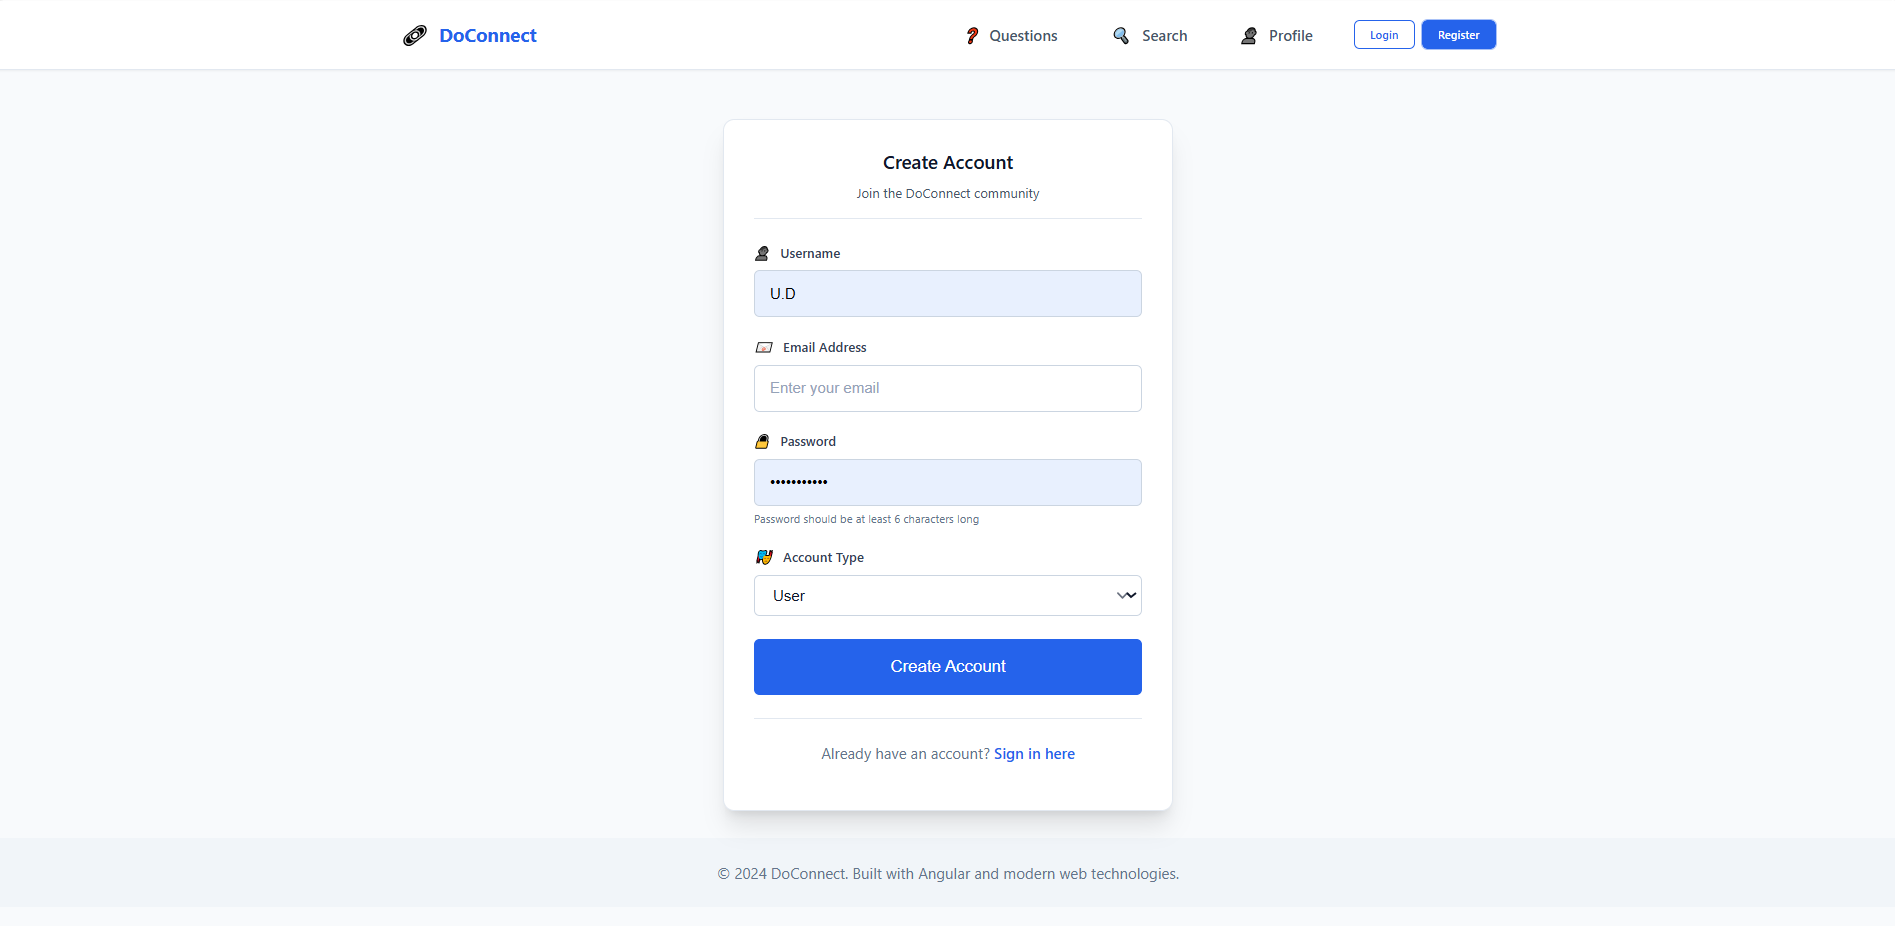 DoConnect
Questions
Search
Profile
Login
Register
Create Account
Join the DoConnect community
Username
U.D
Email Address
Enter your email
Password
•••••••••••
Password should be at least 6 characters long
Account Type
User
Create Account
Already have an account? Sign in here
© 2024 DoConnect. Built with Angular and modern web technologies.